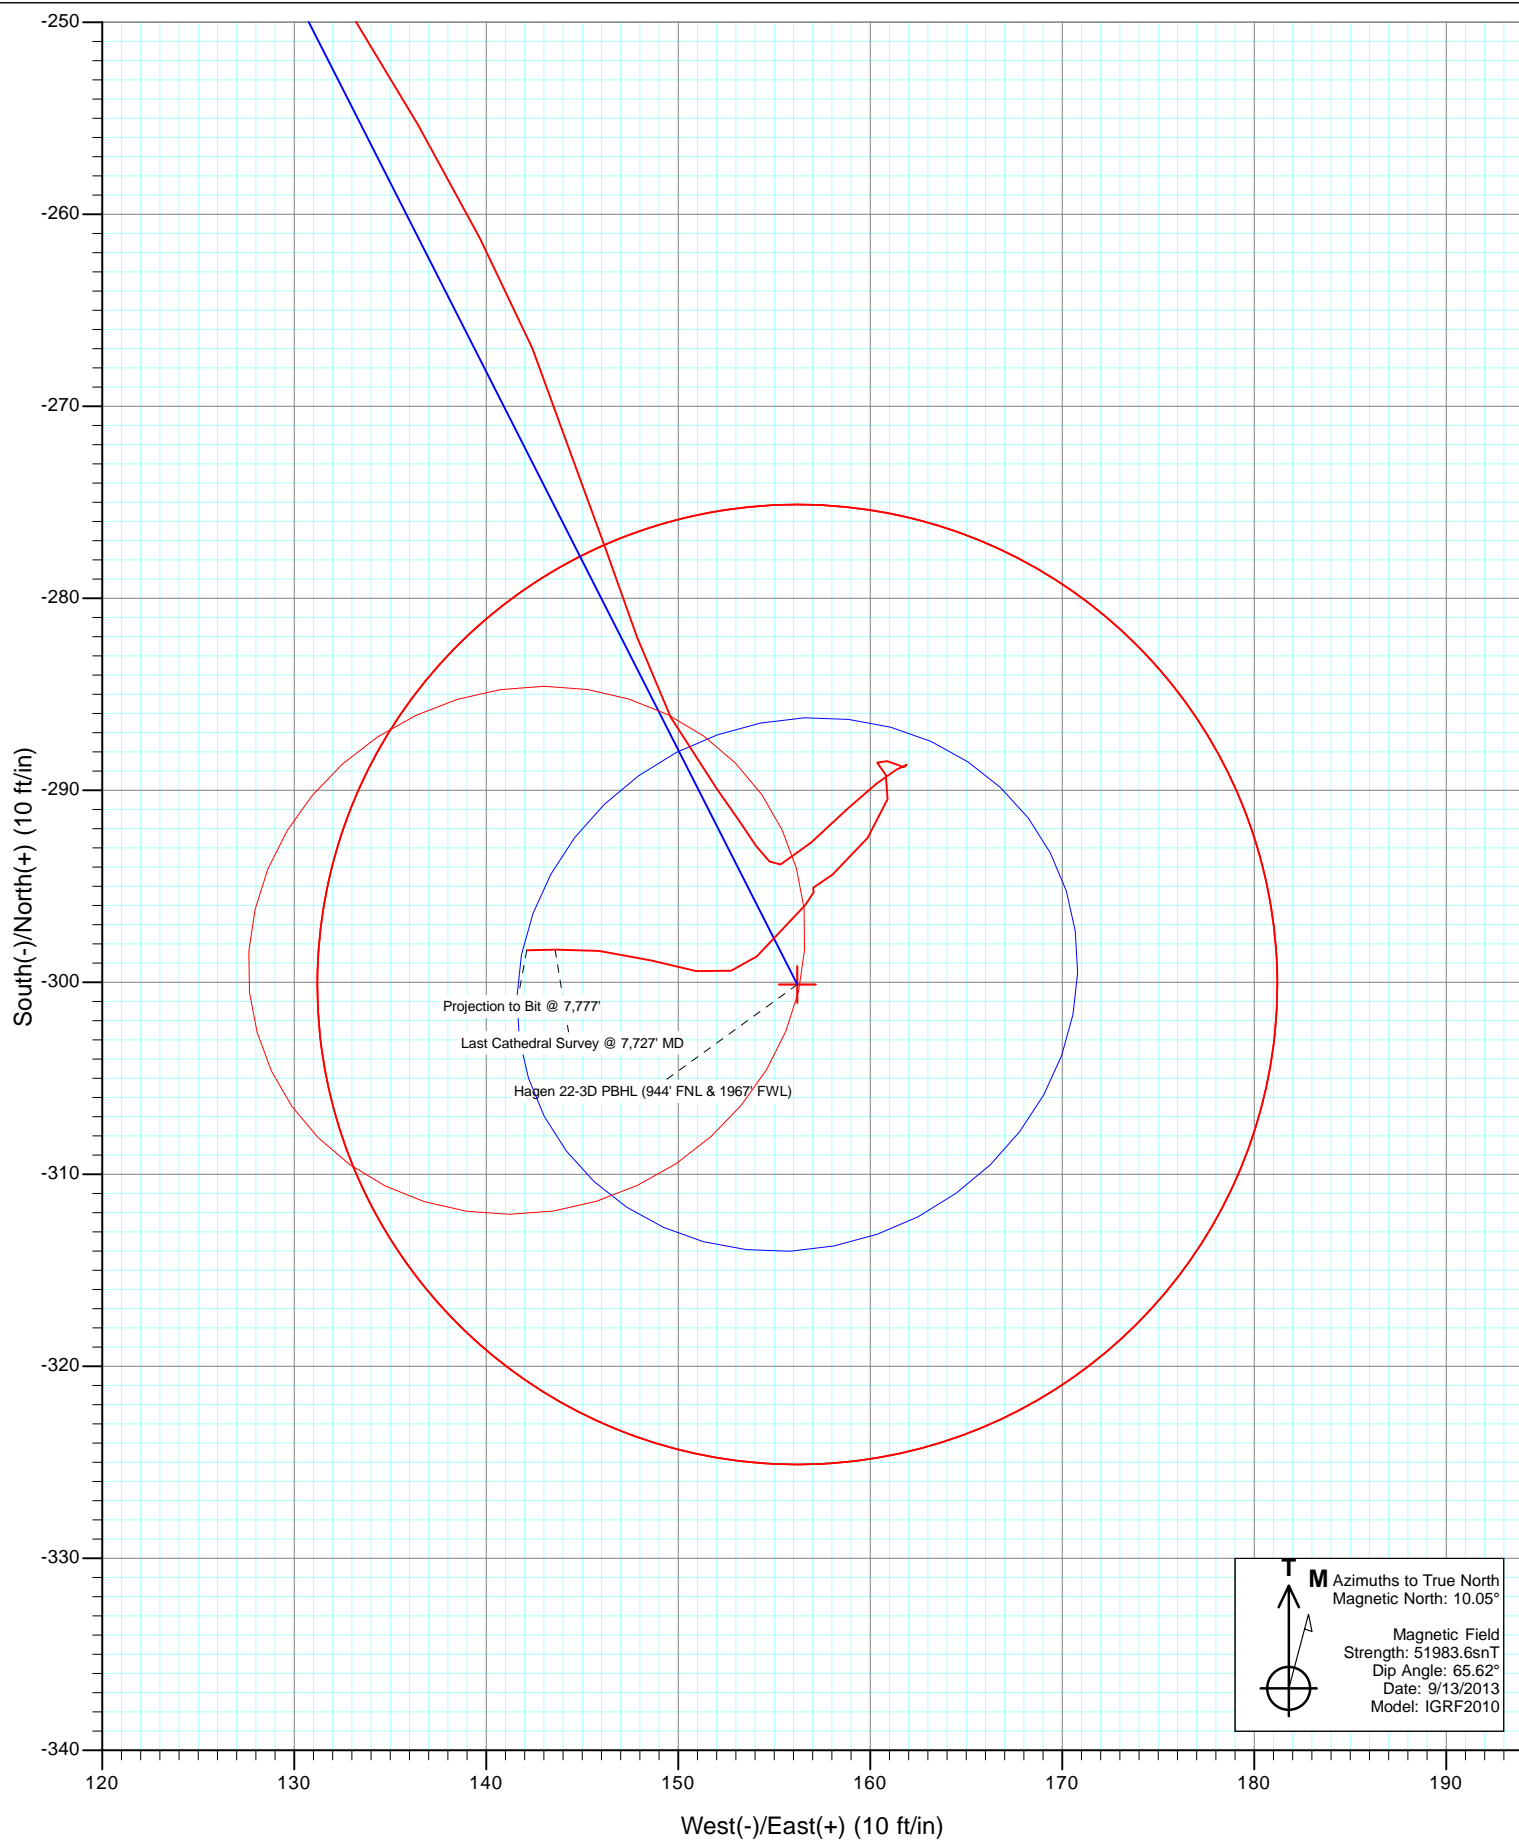 -250
-260
-270
-280
-290
-300
-310
-320
-330
-340
South(-)/North(+) (10 ft/in)
Projection to Bit @ 7,777'
Last Cathedral Survey @ 7,727' MD
Hagen 22-3D PBHL (944' FNL & 1967' FWL)
T
M
Azimuths to True North
Magnetic North: 10.05°
Magnetic Field
Strength: 51983.6snT
Dip Angle: 65.62°
Date: 9/13/2013
Model: IGRF2010
120 130 140 150 160 170 180 190
West(-)/East(+) (10 ft/in)